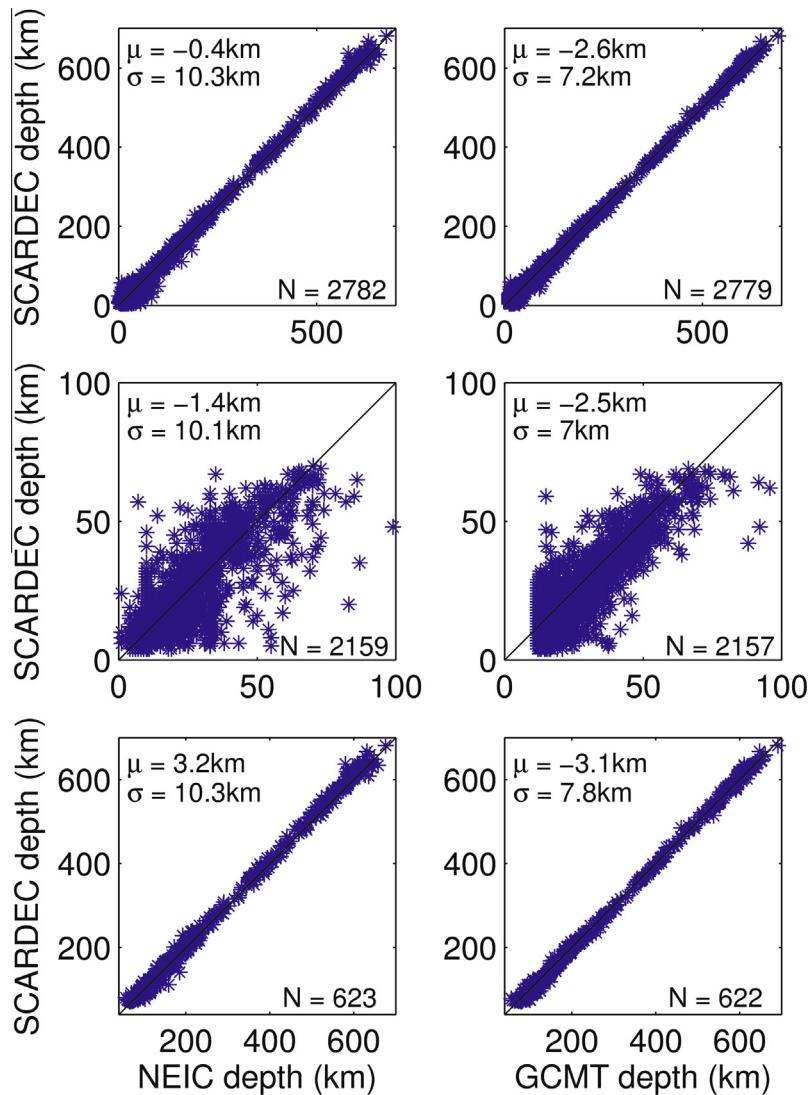 SCARDEC depth (km)
600
400
200
0
μ = −0.4km
σ = 10.3km
N = 2782
0
500
600
400
200
0
μ = −2.6km
σ = 7.2km
N = 2779
0
500
SCARDEC depth (km)
100
50
0
μ = −1.4km
σ = 10.1km
N = 2159
0
50
100
100
50
0
μ = −2.5km
σ = 7km
N = 2157
0
50
100
SCARDEC depth (km)
600
400
200
μ = 3.2km
σ = 10.3km
N = 623
200
400
600
NEIC depth (km)
600
400
200
μ = −3.1km
σ = 7.8km
N = 622
200
400
600
GCMT depth (km)